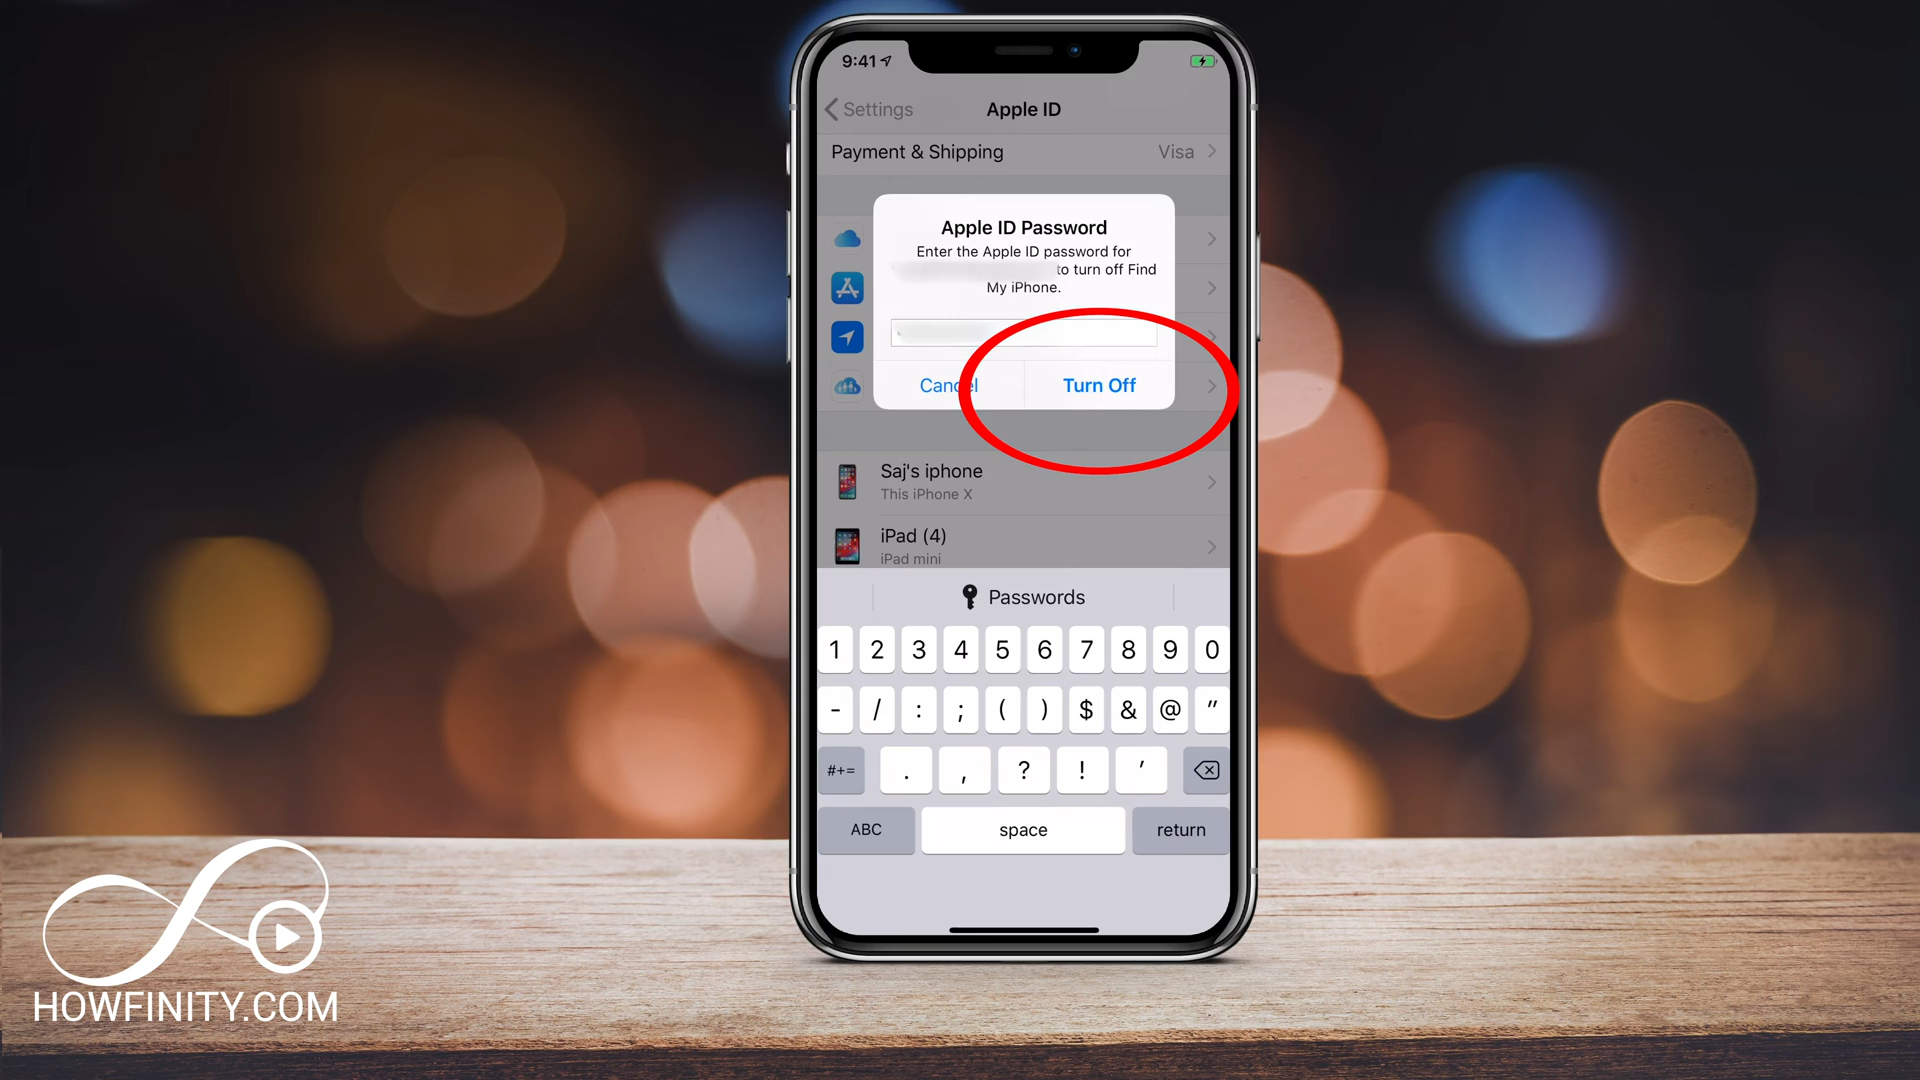 9:41
Settings
Apple ID
Payment & Shipping
Visa
Apple ID Password
Enter the Apple ID password for
to turn off Find
My iPhone.
Cancel
Turn Off
Saj's iphone
This iPhone X
iPad (4)
iPad mini
Passwords
1 2 3 4 5 6 7 8 9 0
- / : ; ( ) $ & @ "
#+= . , ? ! '
ABC space return
HOWFINITY.COM